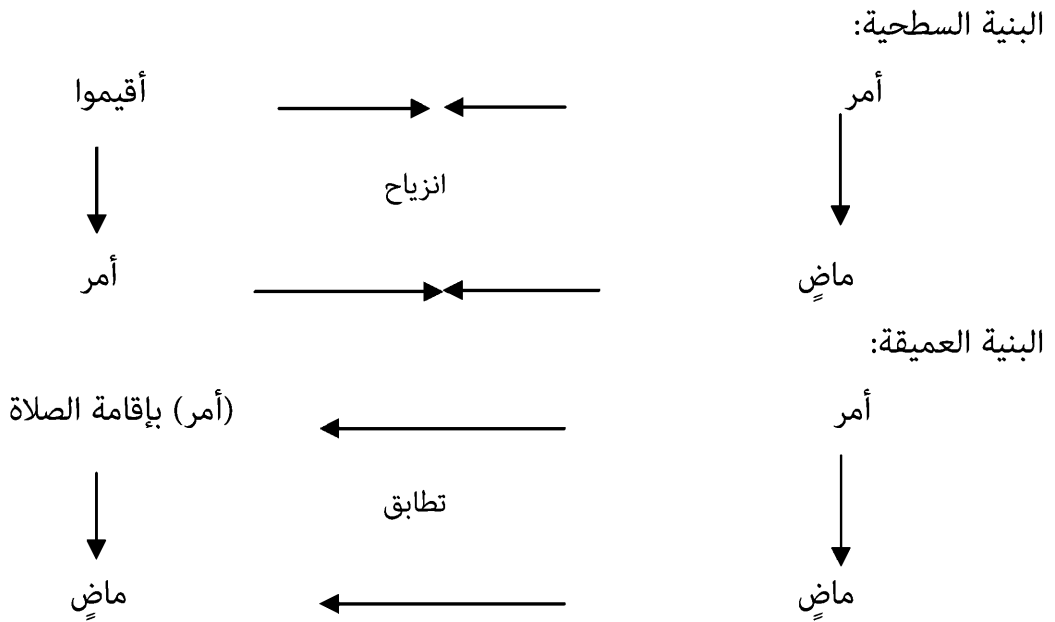 البنية السطحية:
أمر أقيموا
انزياح
ماضٍ أمر
البنية العميقة:
أمر (أمر) بإقامة الصلاة
تطابق
ماضٍ ماضٍ